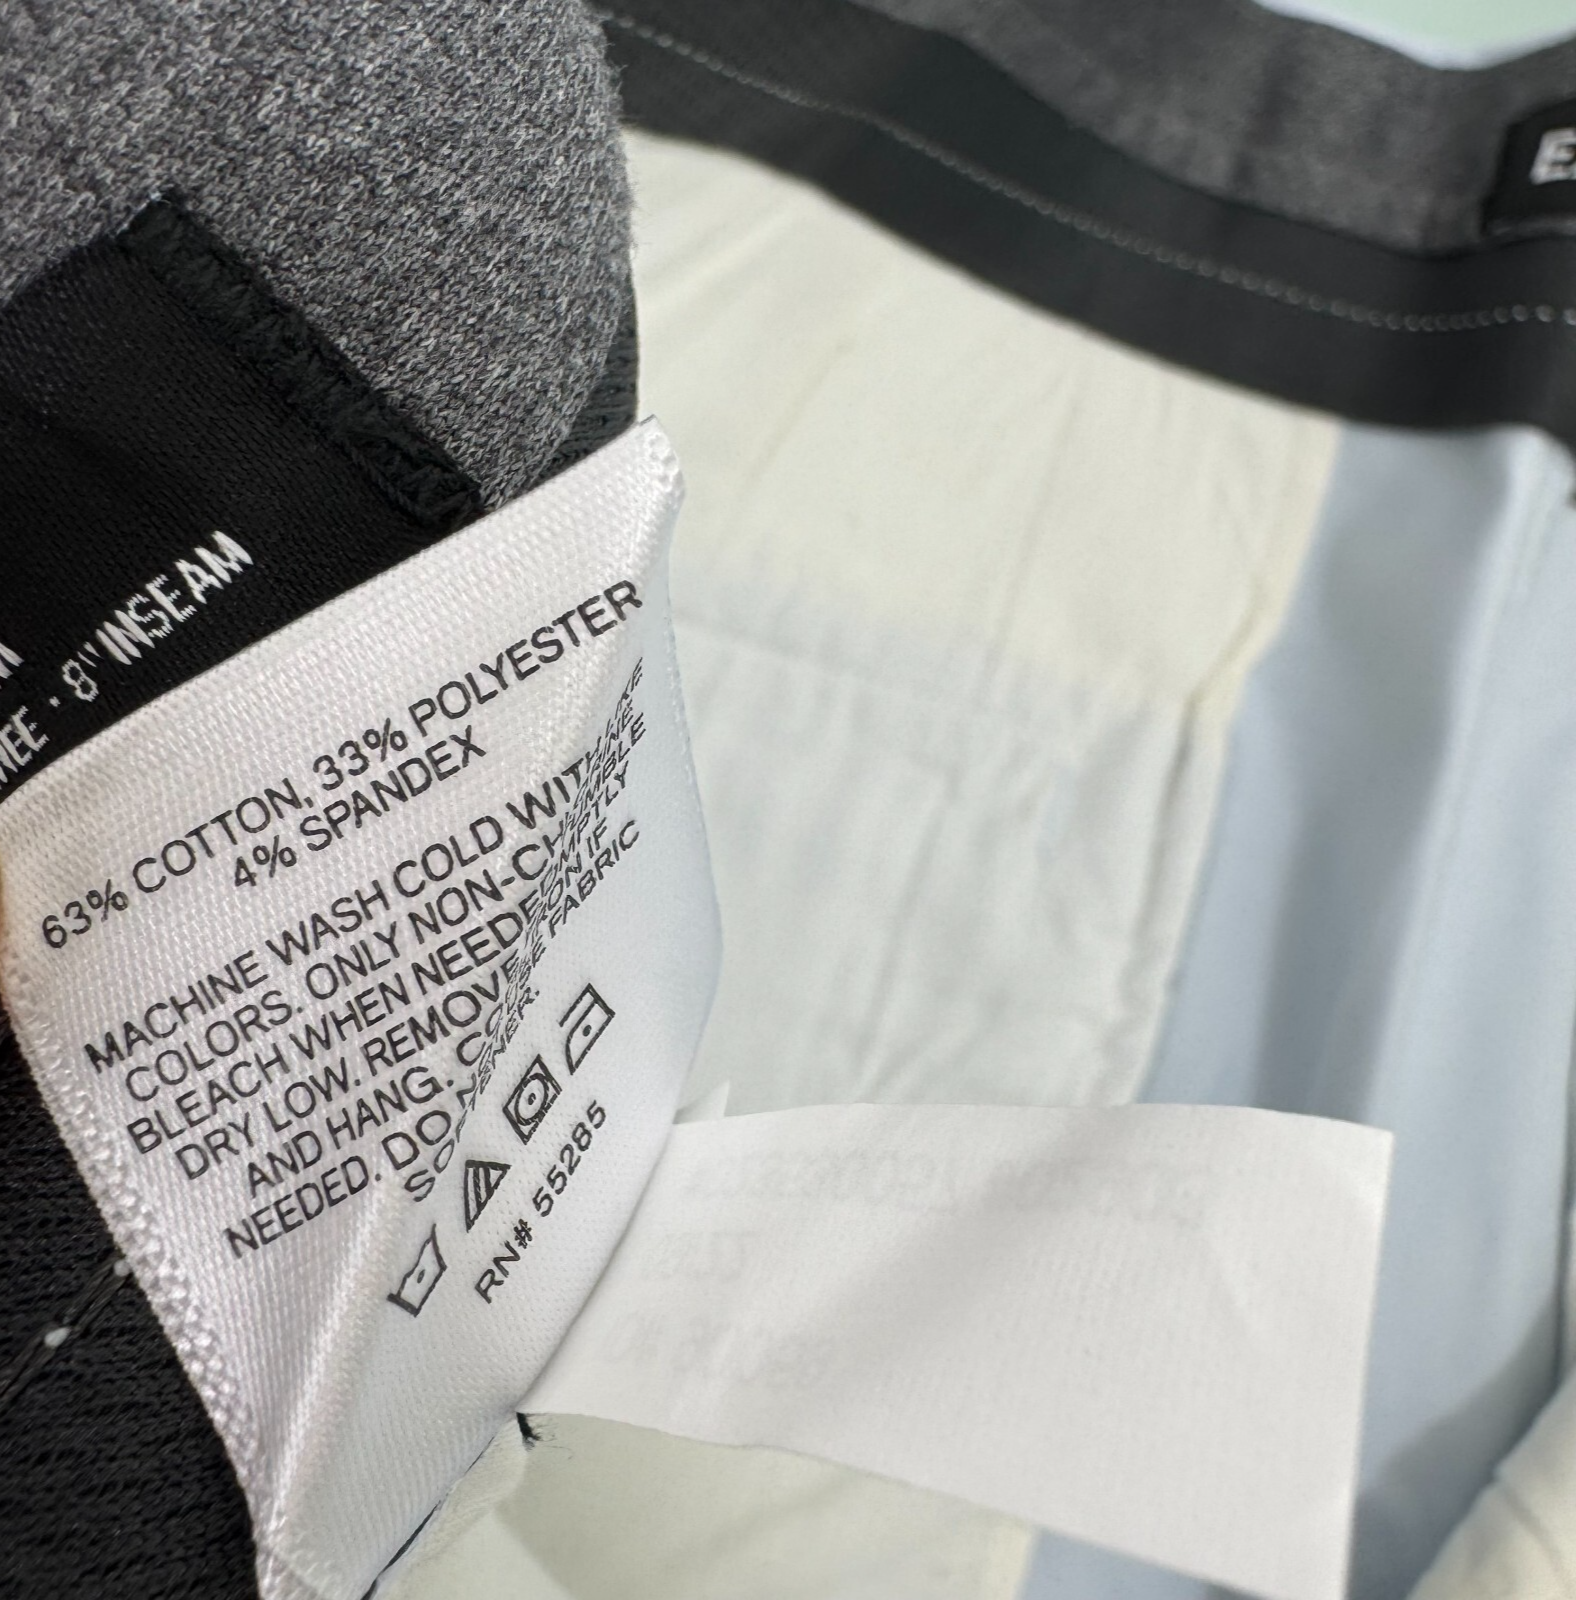 8" INSEAM
63% COTTON, 33% POLYESTER
4% SPANDEX
MACHINE WASH COLD WITH LIKE
COLORS. ONLY NON-CHLORINE
BLEACH WHEN NEEDED. TUMBLE
DRY LOW. REMOVE PROMPTLY
AND HANG. COOL IRON IF
NEEDED. DO NOT USE FABRIC
SOFTENER.
RN# 55285